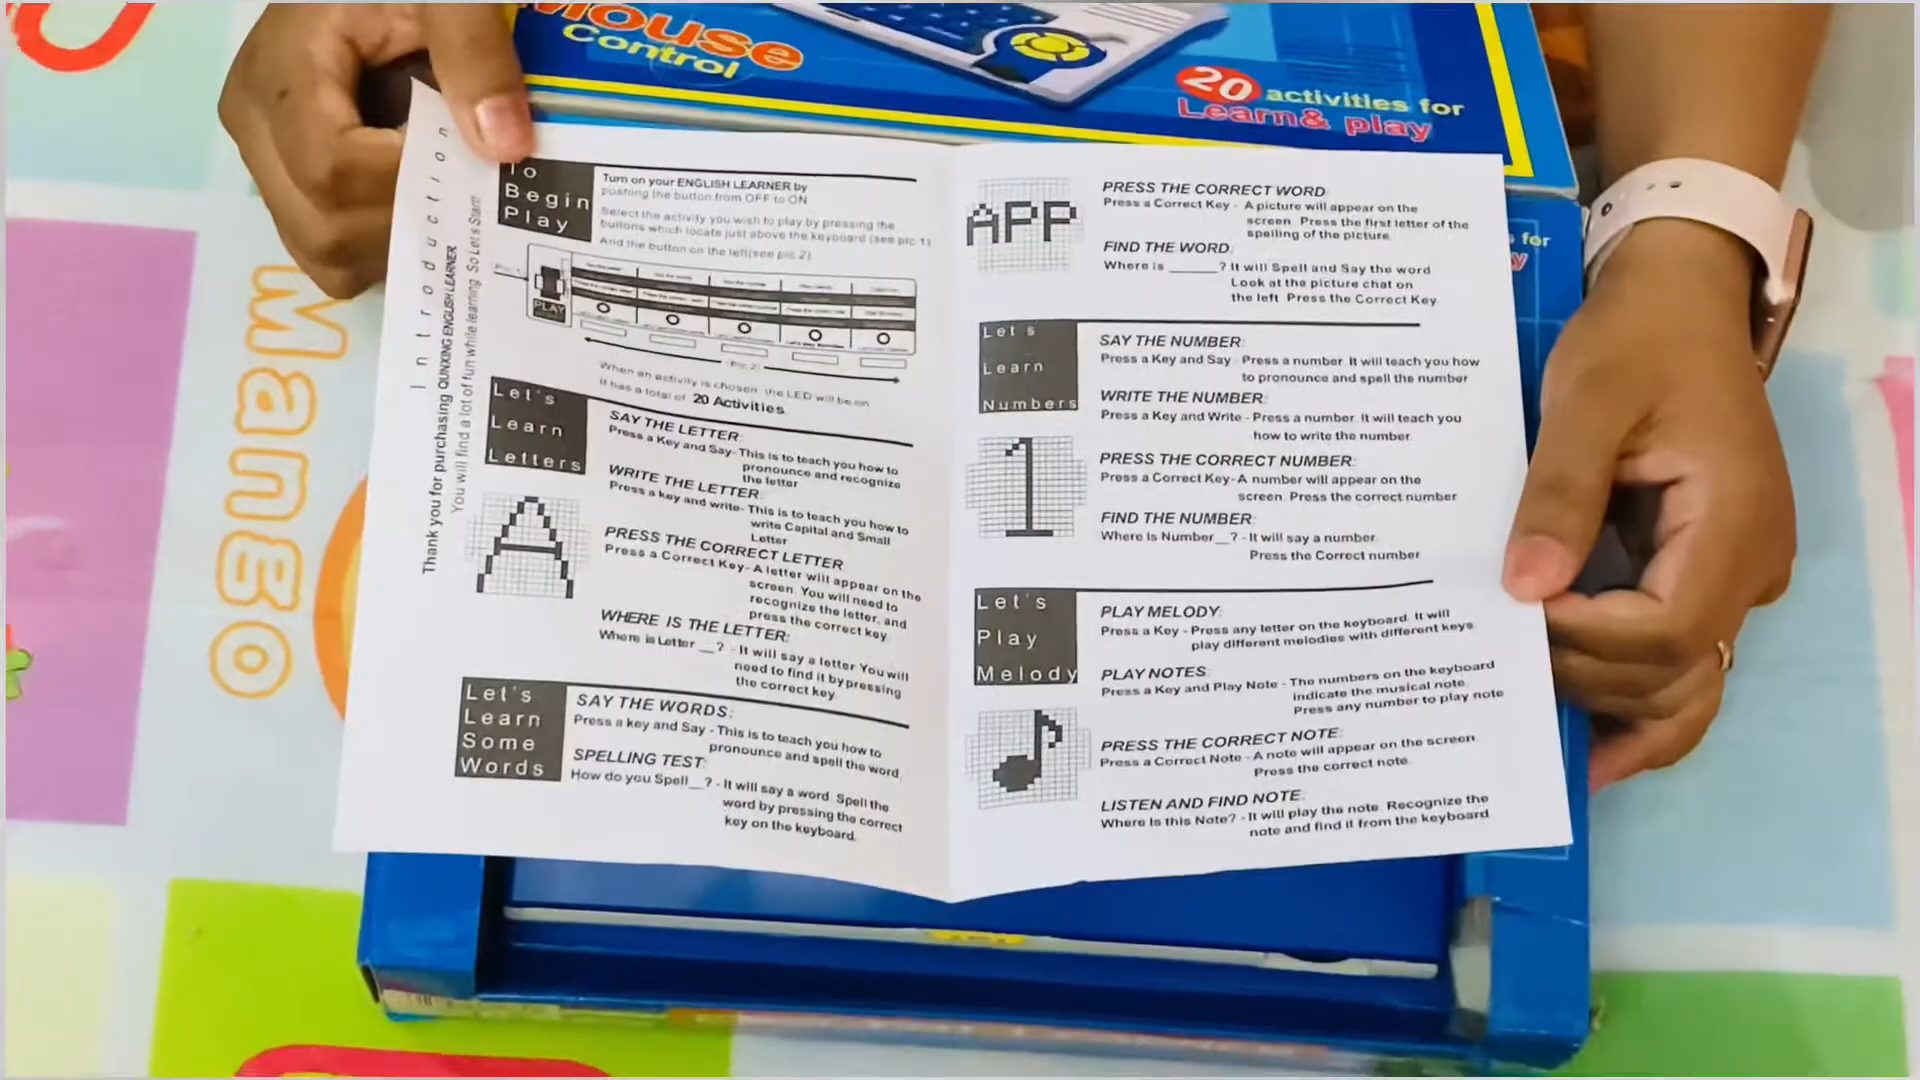 Mouse
Control
20 activities for
Learn& play
for
Mango
Introduction
Thank you for purchasing QUNXING ENGLISH LEARNER
You will find a lot of fun while learning. So Let's Start!
To
Begin
Play
Turn on your ENGLISH LEARNER by
pushing the button from OFF to ON
Select the activity you wish to play by pressing the
buttons which locate just above the keyboard (see pic.1)
And the button on the left(see pic 2)
PLAY
When an activity is chosen, the LED will be on
It has a total of 20 Activities.
Let's
Learn
Letters
SAY THE LETTER:
Press a Key and Say- This is to teach you how to
pronounce and recognize
the letter
WRITE THE LETTER:
Press a key and write- This is to teach you how to
write Capital and Small
Letter
PRESS THE CORRECT LETTER
Press a Correct Key- A letter will appear on the
screen. You will need to
recognize the letter, and
press the correct key.
WHERE IS THE LETTER:
Where is Letter __? - It will say a letter You will
need to find it by pressing
the correct key.
A
Let's
Learn
Some
Words
SAY THE WORDS:
Press a key and Say - This is to teach you how to
pronounce and spell the word.
SPELLING TEST:
How do you Spell__? - It will say a word. Spell the
word by pressing the correct
key on the keyboard.
APP
PRESS THE CORRECT WORD
Press a Correct Key - A picture will appear on the
screen. Press the first letter of the
spelling of the picture.
FIND THE WORD:
Where is ______? It will Spell and Say the word
Look at the picture chat on
the left. Press the Correct Key.
Let's
Learn
Numbers
SAY THE NUMBER:
Press a Key and Say - Press a number. It will teach you how
to pronounce and spell the number
WRITE THE NUMBER:
Press a Key and Write - Press a number. It will teach you
how to write the number.
PRESS THE CORRECT NUMBER:
Press a Correct Key- A number will appear on the
screen. Press the correct number
FIND THE NUMBER:
Where is Number__? - It will say a number.
Press the Correct number
1
Let's
Play
Melody
PLAY MELODY:
Press a Key - Press any letter on the keyboard. It will
play different melodies with different keys.
PLAY NOTES:
Press a Key and Play Note - The numbers on the keyboard
indicate the musical note.
Press any number to play note
PRESS THE CORRECT NOTE:
Press a Correct Note - A note will appear on the screen.
Press the correct note.
LISTEN AND FIND NOTE:
Where Is this Note? - It will play the note. Recognize the
note and find it from the keyboard